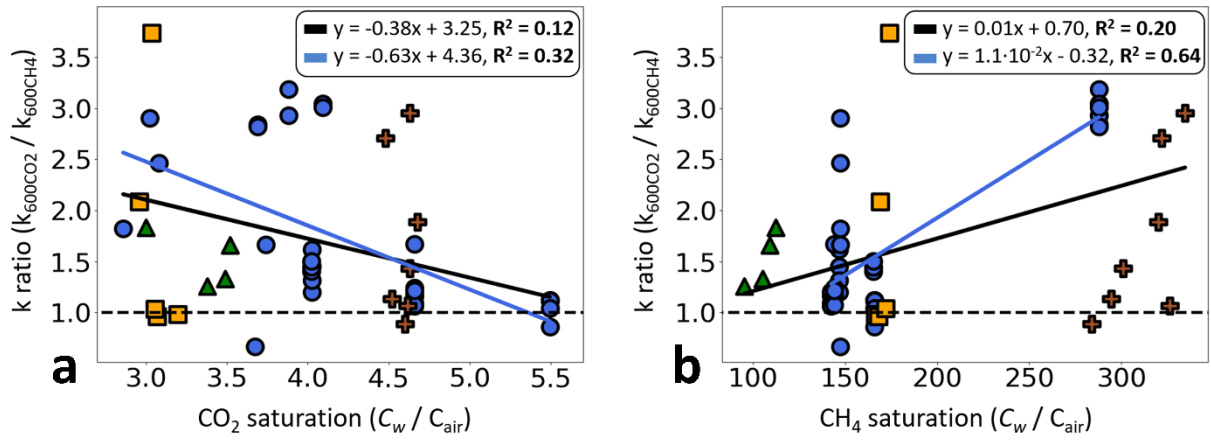 y = -0.38x + 3.25, R² = 0.12
y = -0.63x + 4.36, R² = 0.32
k ratio (k₆₀₀CO2 / k₆₀₀CH4)
3.5
3.0
2.5
2.0
1.5
1.0
a
3.0 3.5 4.0 4.5 5.0 5.5
CO₂ saturation (C_w / C_air)
y = 0.01x + 0.70, R² = 0.20
y = 1.1·10⁻²x - 0.32, R² = 0.64
k ratio (k₆₀₀CO2 / k₆₀₀CH4)
3.5
3.0
2.5
2.0
1.5
1.0
b
100 150 200 250 300
CH₄ saturation (C_w / C_air)